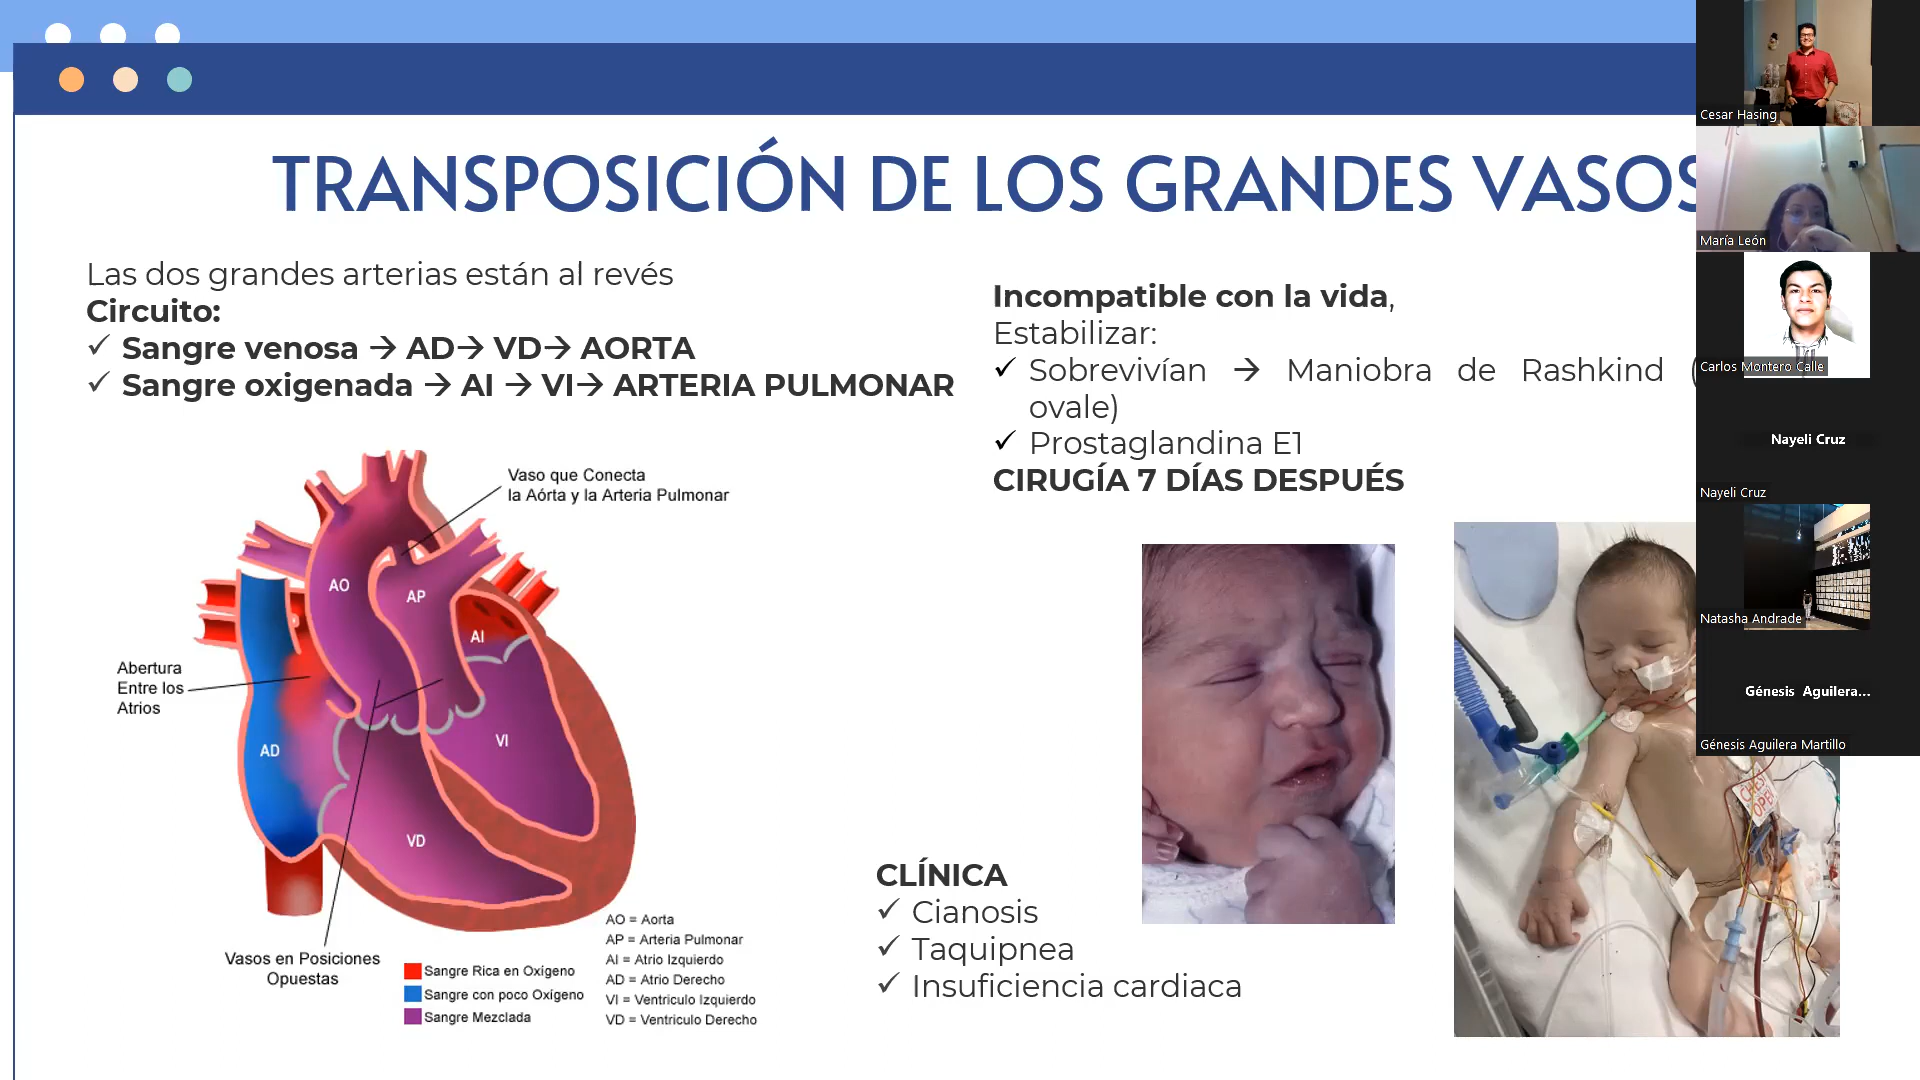 TRANSPOSICIÓN DE LOS GRANDES VASOS
Las dos grandes arterias están al revés
Circuito:
✓ Sangre venosa → AD→ VD→ AORTA
✓ Sangre oxigenada → AI → VI→ ARTERIA PULMONAR
Incompatible con la vida,
Estabilizar:
✓ Sobrevivían → Maniobra de Rashkind (
ovale)
✓ Prostaglandina E1
CIRUGÍA 7 DÍAS DESPUÉS
Vaso que Conecta
la Aórta y la Arteria Pulmonar
AO
AP
AI
Abertura
Entre los
Atrios
AD
VI
VD
Vasos en Posiciones
Opuestas
Sangre Rica en Oxígeno
Sangre con poco Oxígeno
Sangre Mezclada
AO = Aorta
AP = Arteria Pulmonar
AI = Atrio Izquierdo
AD = Atrio Derecho
VI = Ventriculo Izquierdo
VD = Ventriculo Derecho
CLÍNICA
✓ Cianosis
✓ Taquipnea
✓ Insuficiencia cardiaca
CHEST
OPEN
Cesar Hasing
María León
Carlos Montero Calle
Nayeli Cruz
Nayeli Cruz
Natasha Andrade
Génesis Aguilera...
Génesis Aguilera Martillo